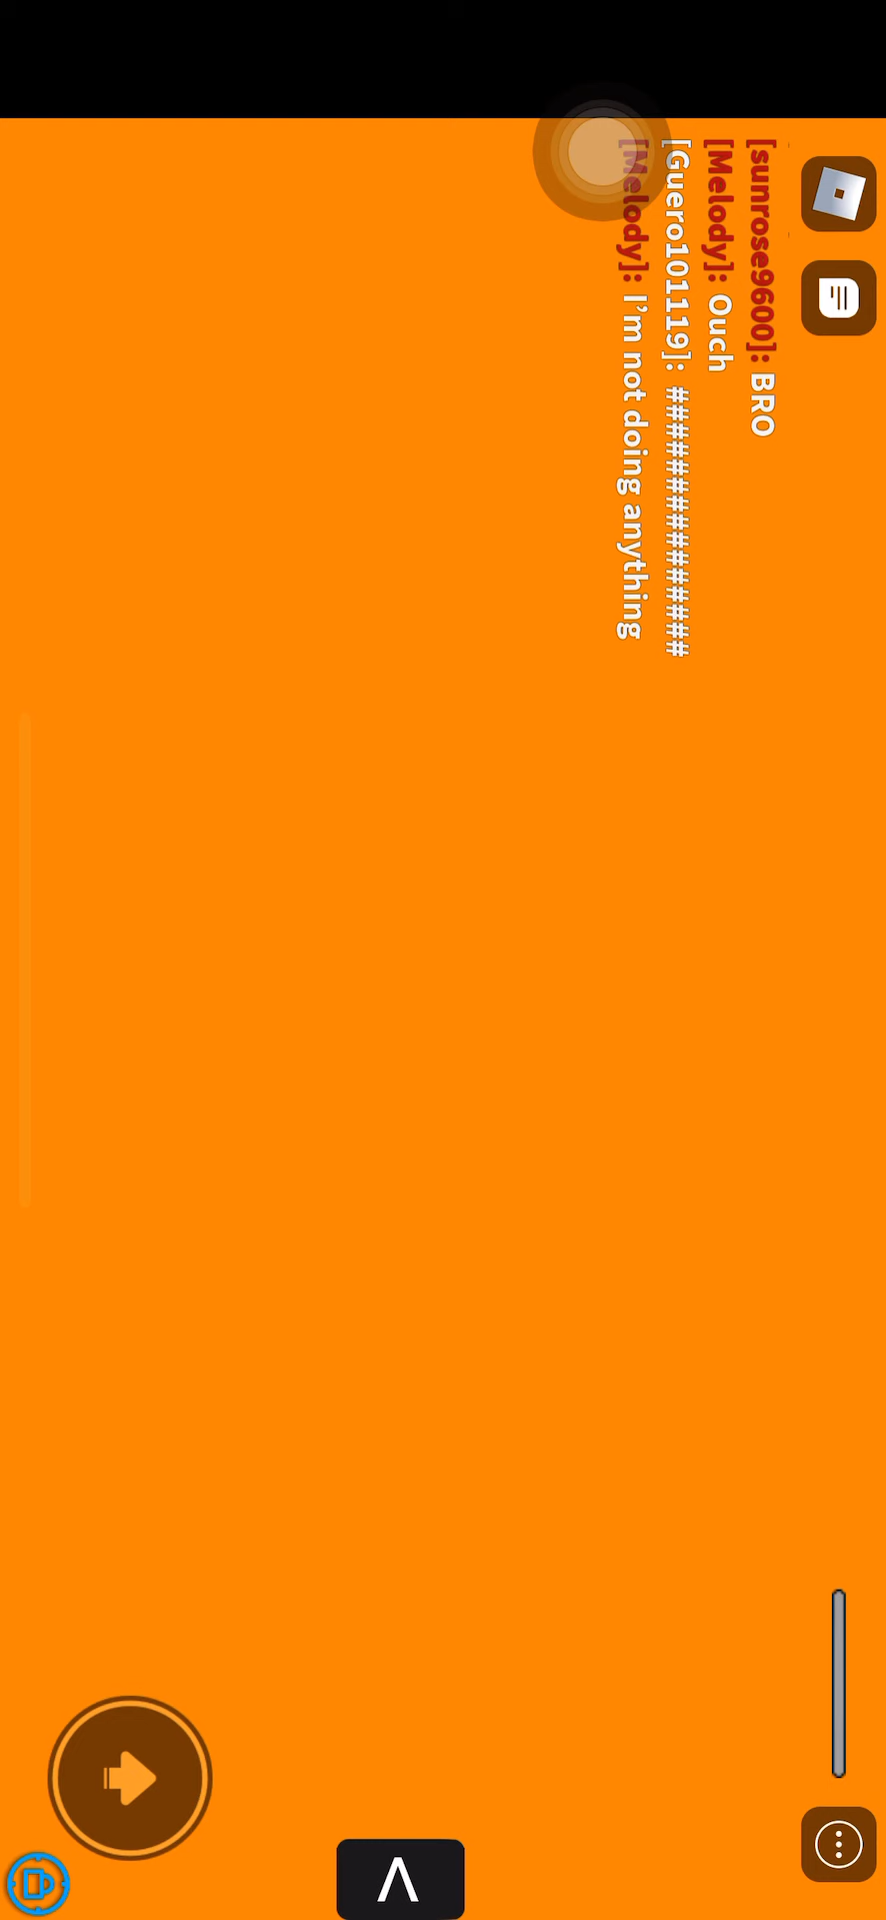 [sunrose9600]: BRO
[Melody]: Ouch
[Guero101119]: ###############
[Melody]: I'm not doing anything